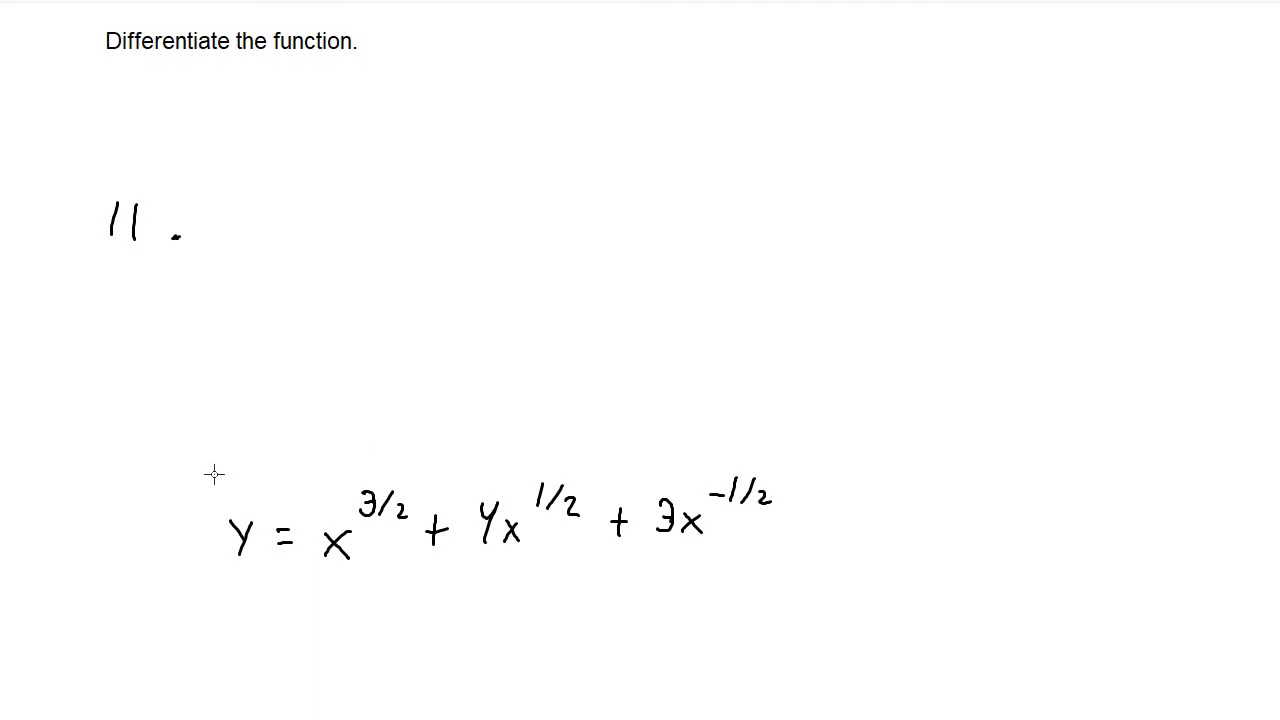 Differentiate the function.
11.
y = x^{3/2} + 4x^{1/2} + 3x^{-1/2}